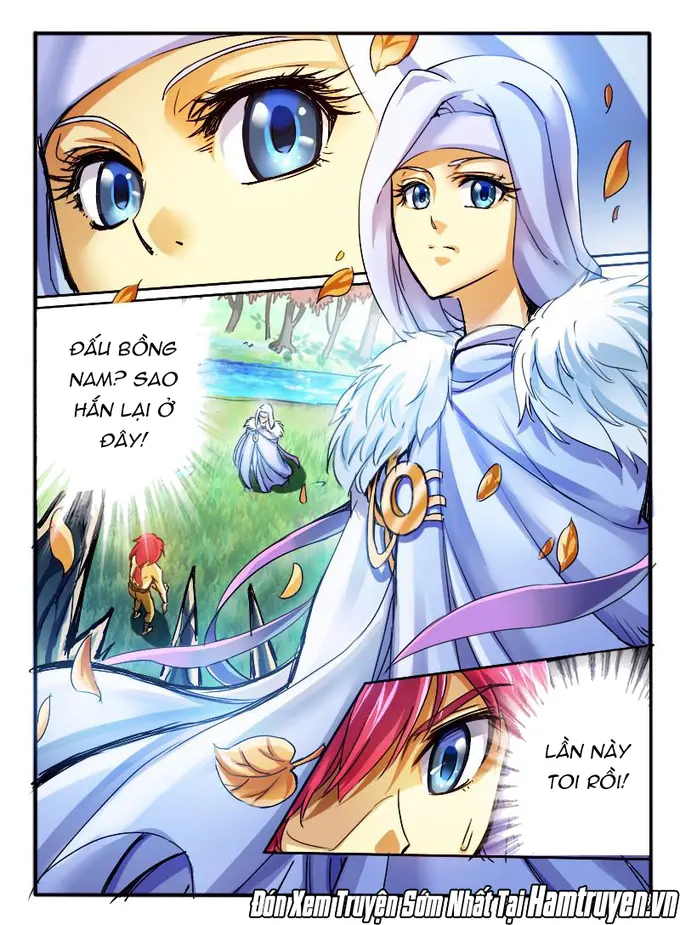 ĐẤU BỒNG
NAM? SAO
HẮN LẠI Ở
ĐÂY!
LẦN NÀY
TOI RỒI!
Đón Xem Truyện Sớm Nhất Tại Hamtruyen.vn